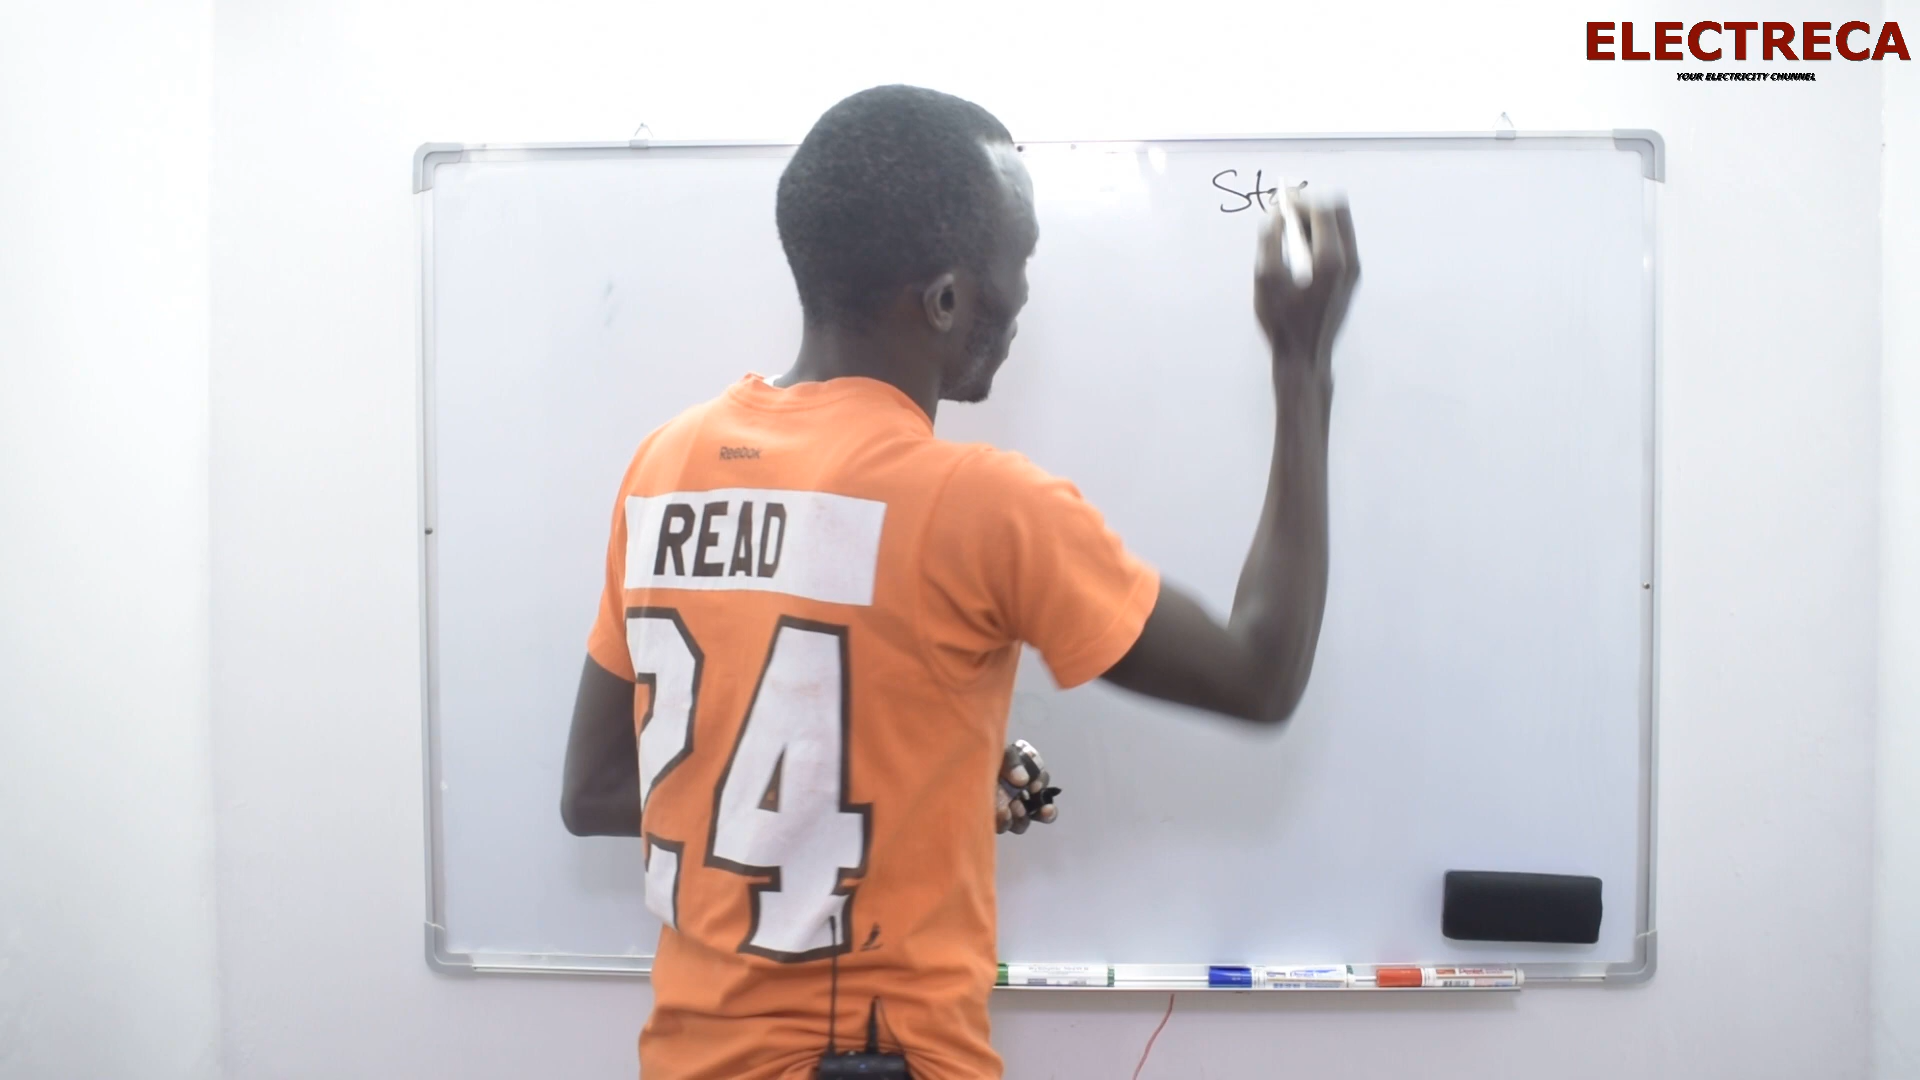 ELECTRECA
YOUR ELECTRICITY CHUNNEL
Reebok
READ
24